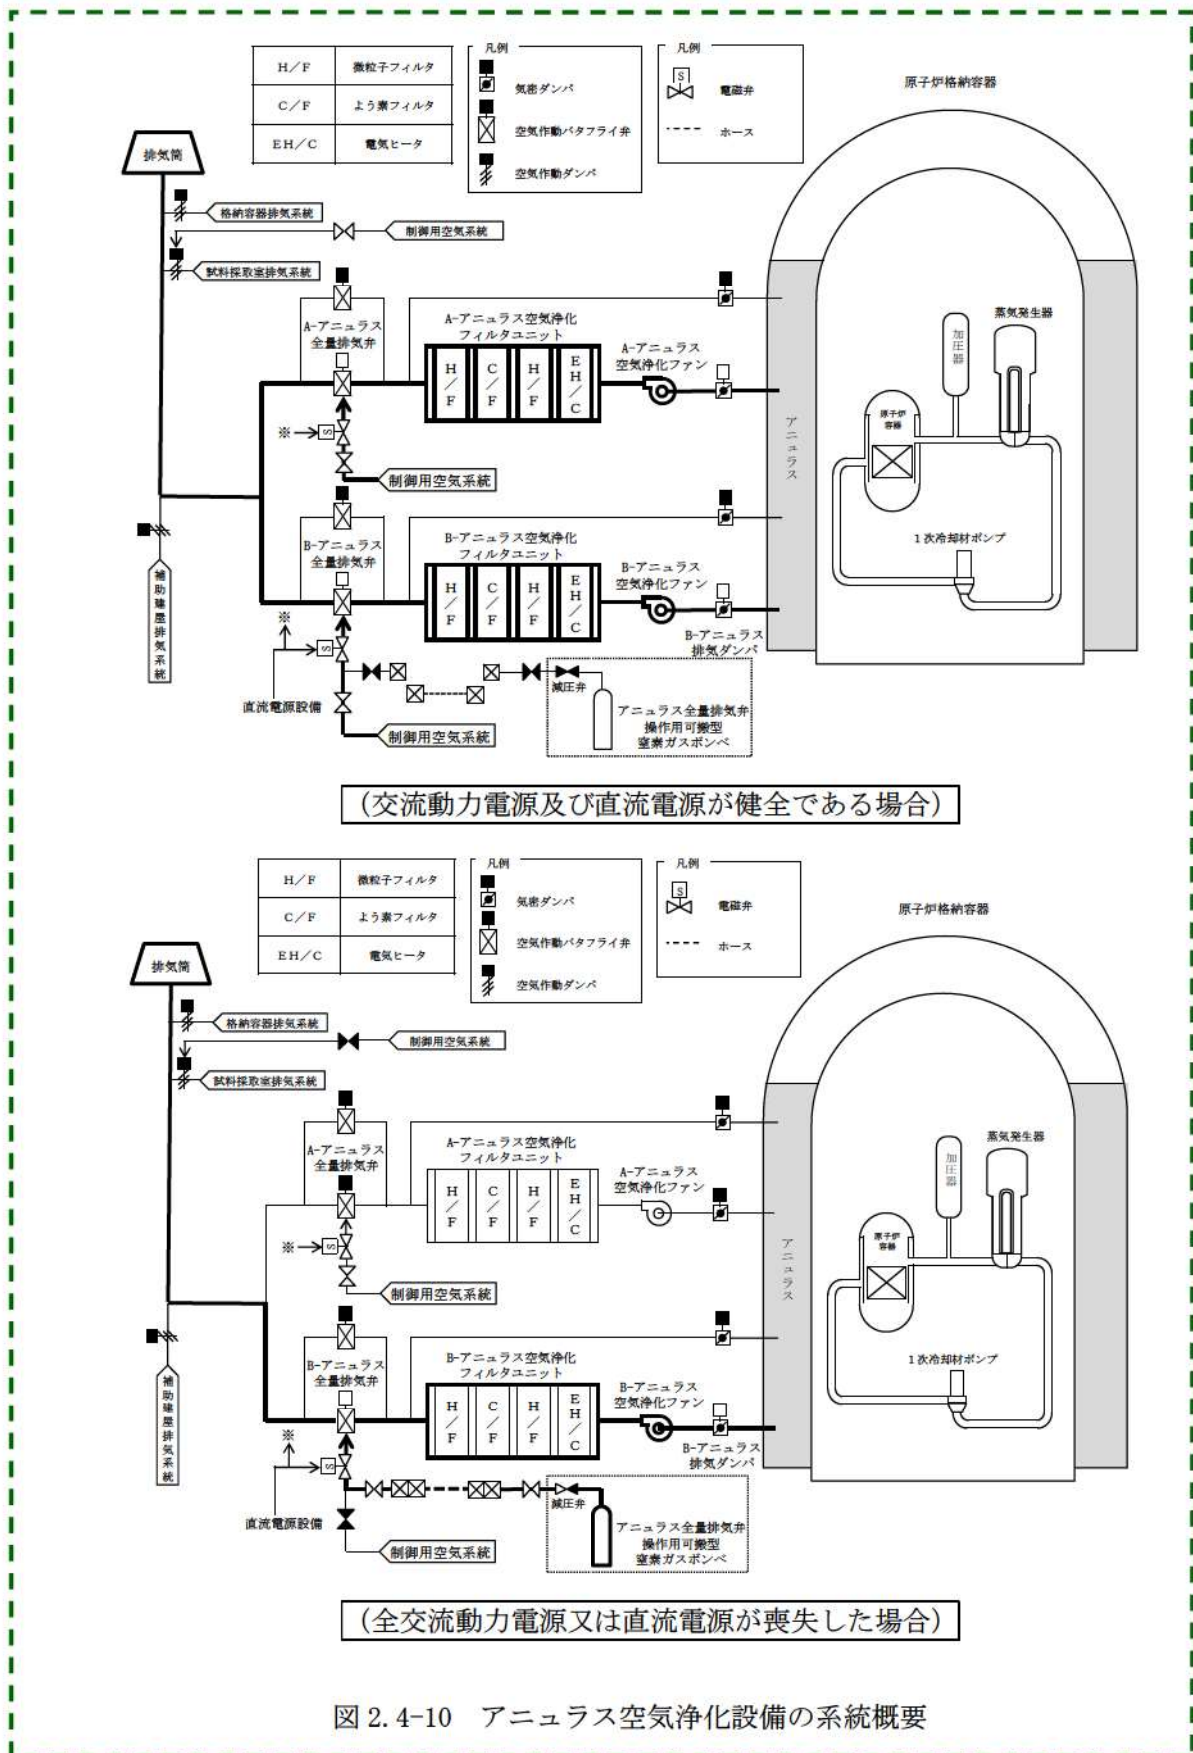 H/F 微粒子フィルタ
C/F よう素フィルタ
EH/C 電気ヒータ
凡例
気密ダンパ
空気作動バタフライ弁
空気作動ダンパ
凡例
S
電磁弁
ホース
原子炉格納容器
排気筒
格納容器排気系統
制御用空気系統
試料採取室排気系統
A-アニュラス
全量排気弁
A-アニュラス空気浄化
フィルタユニット
H/F
C/F
H/F
EH/C
A-アニュラス
空気浄化ファン
※
S
制御用空気系統
アニュラス
加圧器
蒸気発生器
原子炉
容器
1次冷却材ポンプ
B-アニュラス
全量排気弁
B-アニュラス空気浄化
フィルタユニット
H/F
C/F
H/F
EH/C
B-アニュラス
空気浄化ファン
B-アニュラス
排気ダンパ
補助建屋排気系統
※
S
直流電源設備
制御用空気系統
減圧弁
アニュラス全量排気弁
操作用可搬型
窒素ガスボンベ
(交流動力電源及び直流電源が健全である場合)
H/F 微粒子フィルタ
C/F よう素フィルタ
EH/C 電気ヒータ
凡例
気密ダンパ
空気作動バタフライ弁
空気作動ダンパ
凡例
S
電磁弁
ホース
原子炉格納容器
排気筒
格納容器排気系統
制御用空気系統
試料採取室排気系統
A-アニュラス
全量排気弁
A-アニュラス空気浄化
フィルタユニット
H/F
C/F
H/F
EH/C
A-アニュラス
空気浄化ファン
※
S
制御用空気系統
アニュラス
加圧器
蒸気発生器
原子炉
容器
1次冷却材ポンプ
B-アニュラス
全量排気弁
B-アニュラス空気浄化
フィルタユニット
H/F
C/F
H/F
EH/C
B-アニュラス
空気浄化ファン
B-アニュラス
排気ダンパ
補助建屋排気系統
※
S
直流電源設備
制御用空気系統
減圧弁
アニュラス全量排気弁
操作用可搬型
窒素ガスボンベ
(全交流動力電源又は直流電源が喪失した場合)
図 2.4-10 アニュラス空気浄化設備の系統概要